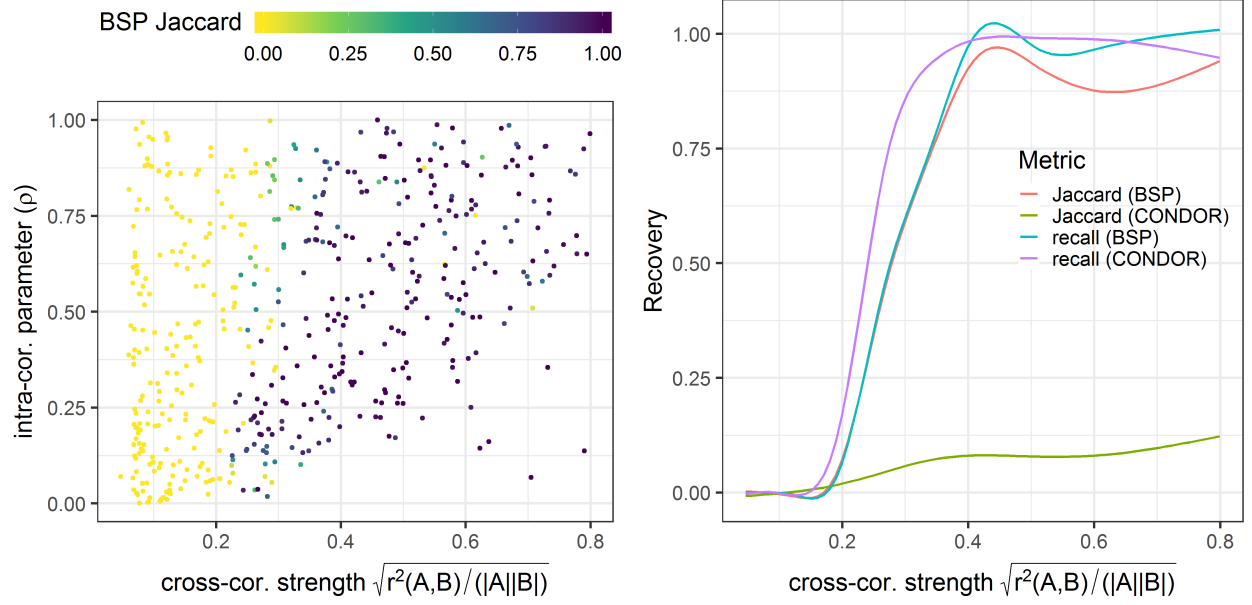 BSP Jaccard
0.00 0.25 0.50 0.75 1.00
intra-cor. parameter (ρ)
1.00
0.75
0.50
0.25
0.00
0.2 0.4 0.6 0.8
cross-cor. strength √r²(A,B)/(|A||B|)
Recovery
1.00
0.75
0.50
0.25
0.00
Metric
Jaccard (BSP)
Jaccard (CONDOR)
recall (BSP)
recall (CONDOR)
0.2 0.4 0.6 0.8
cross-cor. strength √r²(A,B)/(|A||B|)